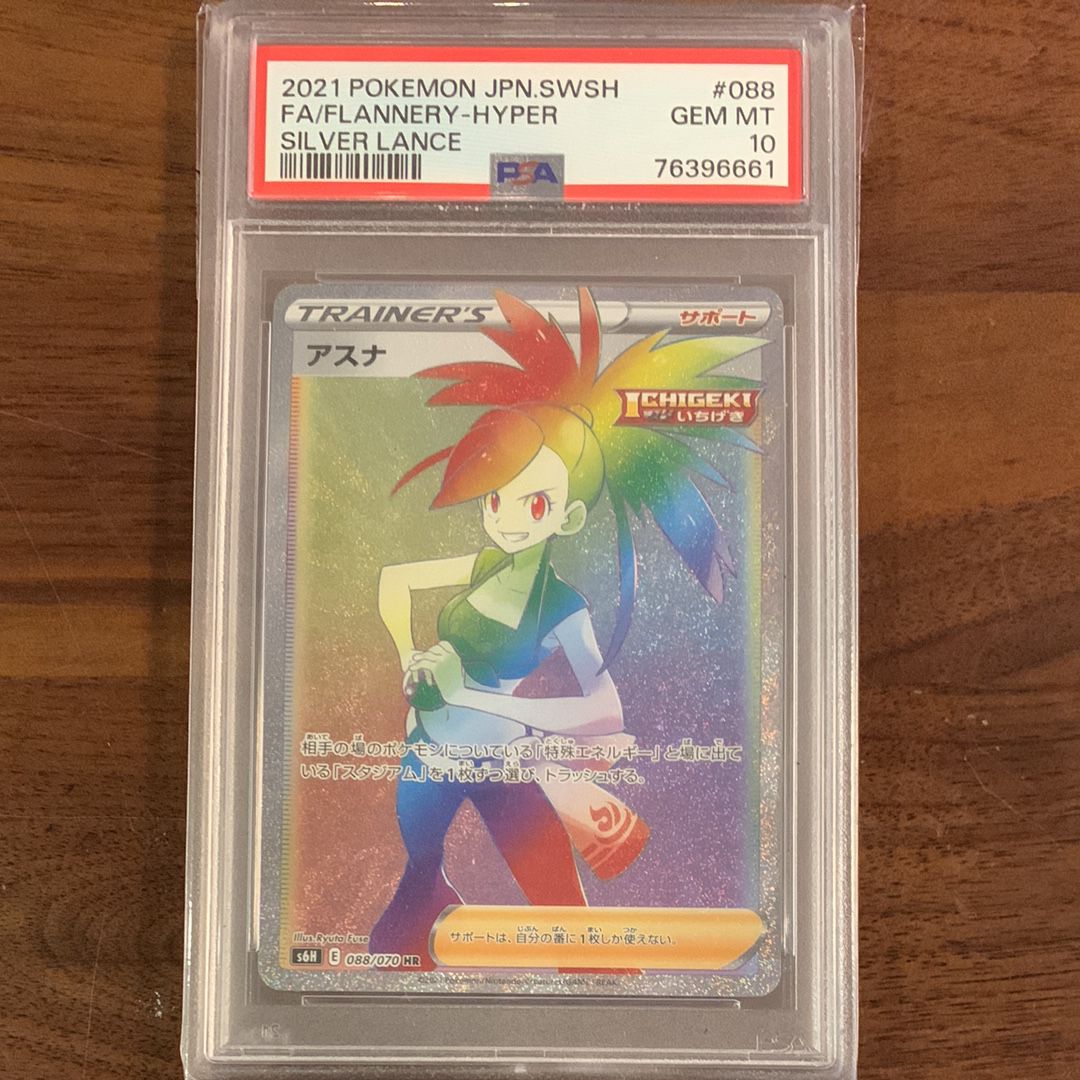 2021 POKEMON JPN.SWSH #088
FA/FLANNERY-HYPER GEM MT
SILVER LANCE 10
PSA 76396661
TRAINER'S サポート
アスナ
ICHIGEKI
いちげき
相手の場のポケモンについている「特殊エネルギー」と場に出て
いる「スタジアム」を1枚ずつ選び、トラッシュする。
Illus. Ryuta Fuse
サポートは、自分の番に1枚しか使えない。
s6H E 088/070 HR